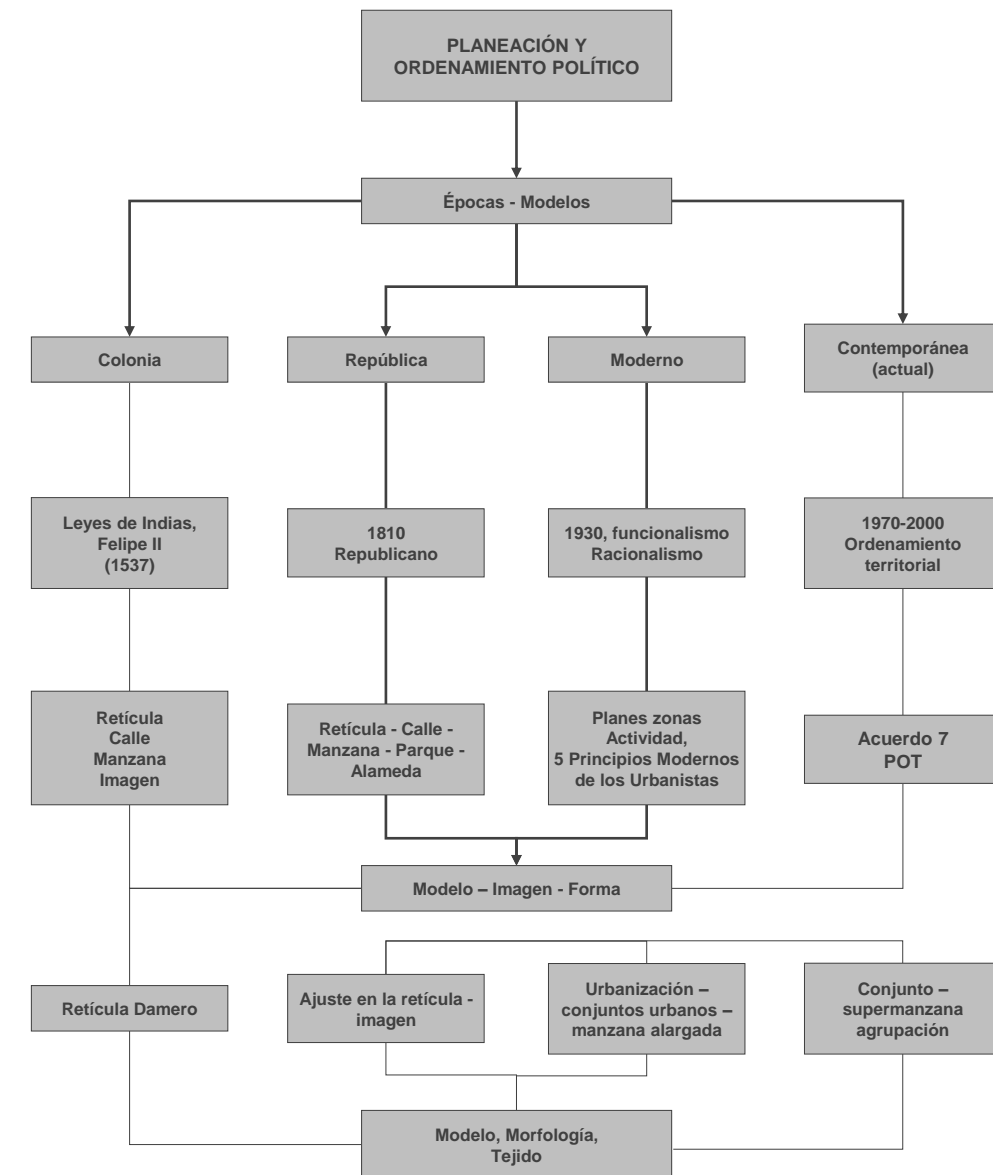 PLANEACIÓN Y
ORDENAMIENTO POLÍTICO
Épocas - Modelos
Colonia
República
Moderno
Contemporánea
(actual)
Leyes de Indias,
Felipe II
(1537)
1810
Republicano
1930, funcionalismo
Racionalismo
1970-2000
Ordenamiento
territorial
Retícula
Calle
Manzana
Imagen
Retícula - Calle -
Manzana - Parque -
Alameda
Planes zonas
Actividad,
5 Principios Modernos
de los Urbanistas
Acuerdo 7
POT
Modelo – Imagen - Forma
Retícula Damero
Ajuste en la retícula -
imagen
Urbanización –
conjuntos urbanos –
manzana alargada
Conjunto –
supermanzana
agrupación
Modelo, Morfología,
Tejido